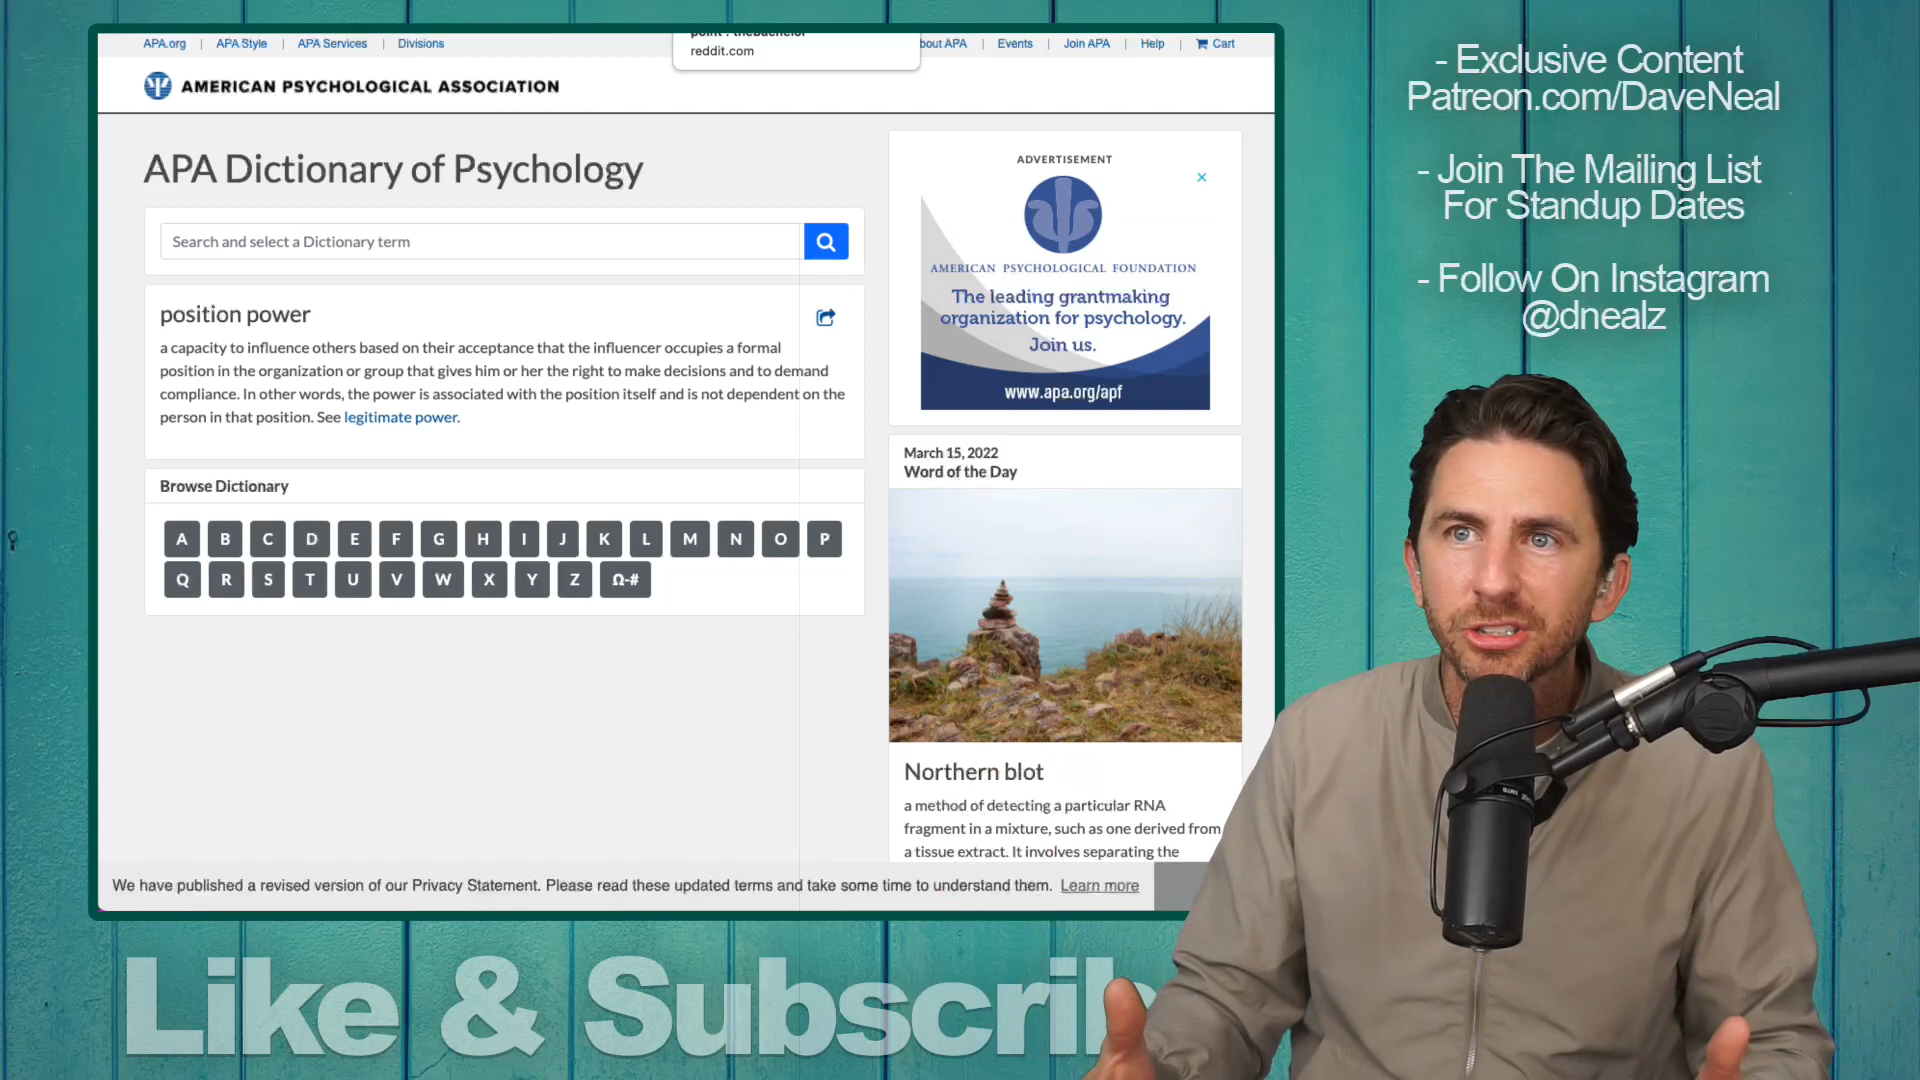 APA.org | APA Style | APA Services | Divisions
reddit.com
APA | Events | Join APA | Help | Cart
AMERICAN PSYCHOLOGICAL ASSOCIATION
APA Dictionary of Psychology
Search and select a Dictionary term
position power
a capacity to influence others based on their acceptance that the influencer occupies a formal
position in the organization or group that gives him or her the right to make decisions and to demand
compliance. In other words, the power is associated with the position itself and is not dependent on the
person in that position. See legitimate power.
Browse Dictionary
A B C D E F G H I J K L M N O P
Q R S T U V W X Y Z Ω-#
ADVERTISEMENT
AMERICAN PSYCHOLOGICAL FOUNDATION
The leading grantmaking
organization for psychology.
Join us.
www.apa.org/apf
March 15, 2022
Word of the Day
Northern blot
a method of detecting a particular RNA
fragment in a mixture, such as one derived from
a tissue extract. It involves separating the
We have published a revised version of our Privacy Statement. Please read these updated terms and take some time to understand them. Learn more
- Exclusive Content
Patreon.com/DaveNeal
- Join The Mailing List
For Standup Dates
- Follow On Instagram
@dnealz
Like & Subscrib